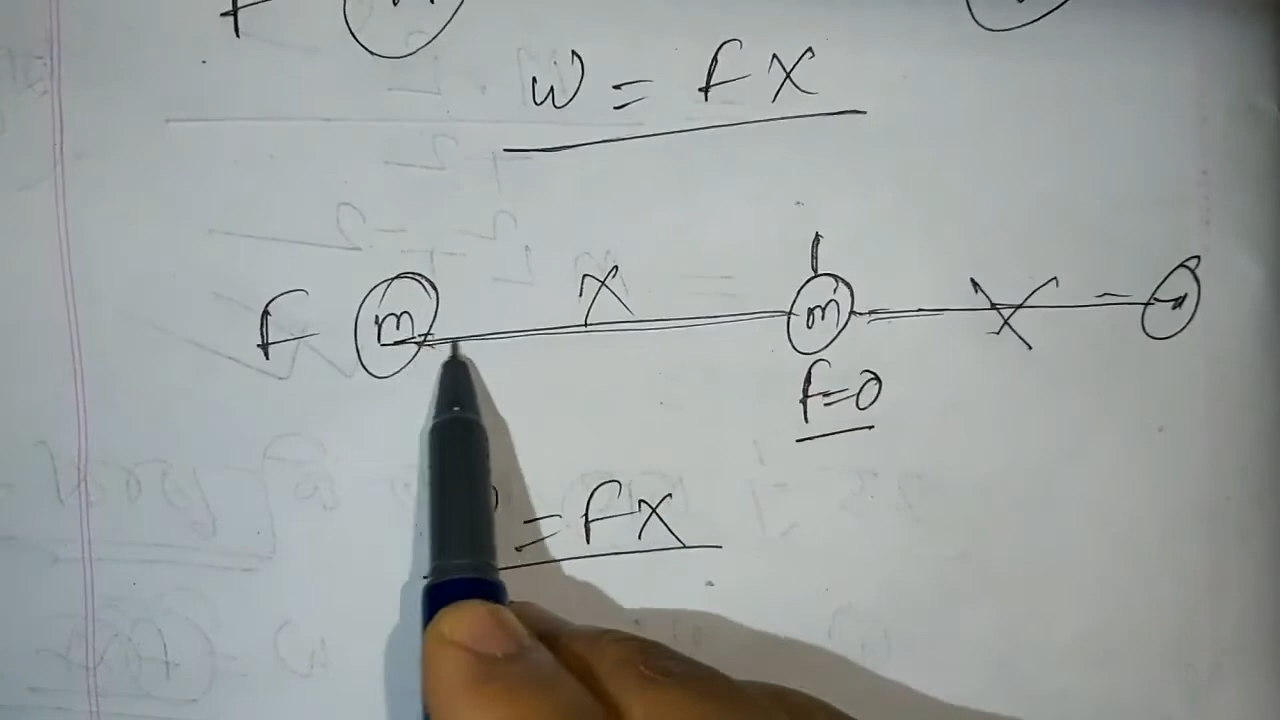 F m
w = Fx
F m x m
f=0
= Fx